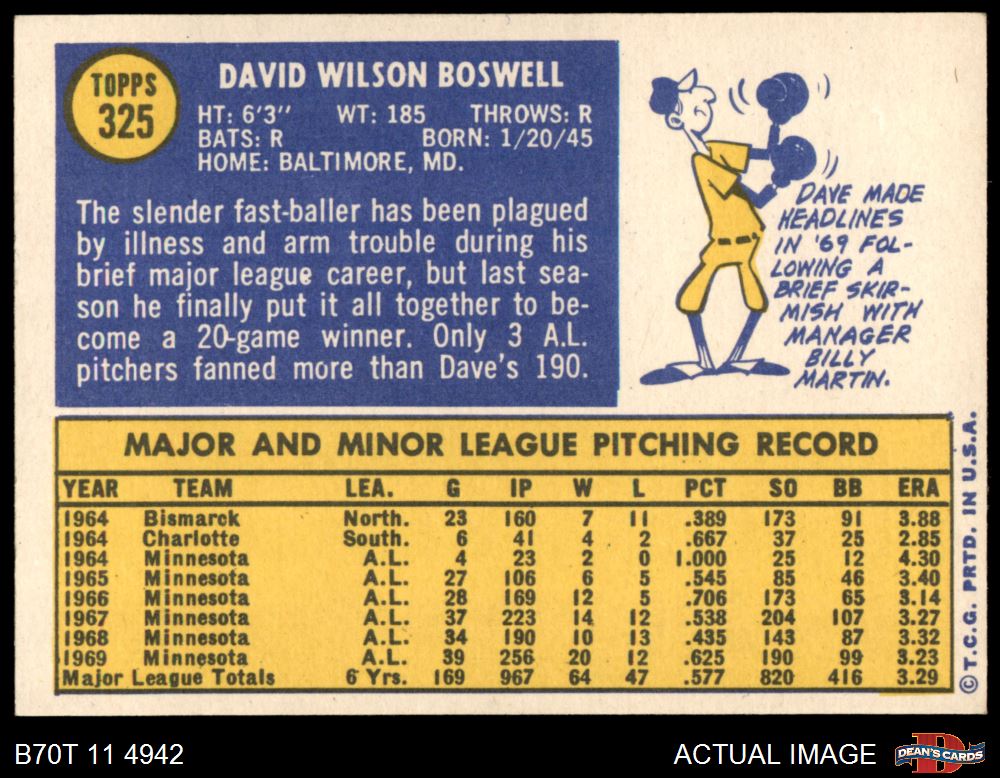 TOPPS
325
DAVID WILSON BOSWELL
HT: 6'3" WT: 185 THROWS: R
BATS: R BORN: 1/20/45
HOME: BALTIMORE, MD.
The slender fast-baller has been plagued
by illness and arm trouble during his
brief major league career, but last sea-
son he finally put it all together to be-
come a 20-game winner. Only 3 A.L.
pitchers fanned more than Dave's 190.
DAVE MADE
HEADLINES
IN '69 FOL-
LOWING A
BRIEF SKIR-
MISH WITH
MANAGER
BILLY
MARTIN.
MAJOR AND MINOR LEAGUE PITCHING RECORD
YEAR TEAM LEA. G IP W L PCT SO BB ERA
1964 Bismarck North. 23 160 7 11 .389 173 91 3.88
1964 Charlotte South. 6 41 4 2 .667 37 25 2.85
1964 Minnesota A.L. 4 23 2 0 1.000 25 12 4.30
1965 Minnesota A.L. 27 106 6 5 .545 85 46 3.40
1966 Minnesota A.L. 28 169 12 5 .706 173 65 3.14
1967 Minnesota A.L. 37 223 14 12 .538 204 107 3.27
1968 Minnesota A.L. 34 190 10 13 .435 143 87 3.32
1969 Minnesota A.L. 39 256 20 12 .625 190 99 3.23
Major League Totals 6 Yrs. 169 967 64 47 .577 820 416 3.29
©T.C.G. PRTD. IN U.S.A.
B70T 11 4942
ACTUAL IMAGE
DEAN'S CARDS